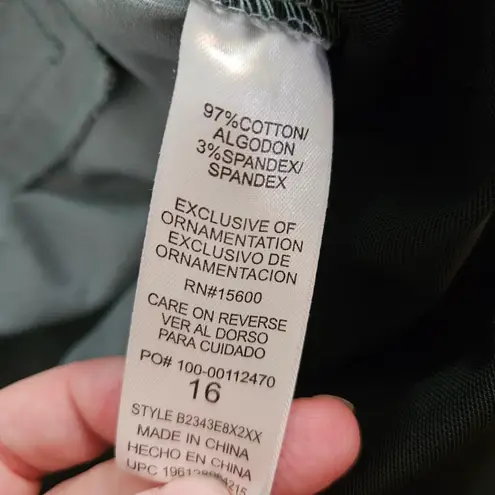 97%COTTON/
ALGODON
3%SPANDEX/
SPANDEX
EXCLUSIVE OF
ORNAMENTATION
EXCLUSIVO DE
ORNAMENTACION
RN#15600
CARE ON REVERSE
VER AL DORSO
PARA CUIDADO
PO# 100-00112470
16
STYLE B2343E8X2XX
MADE IN CHINA
HECHO EN CHINA
UPC